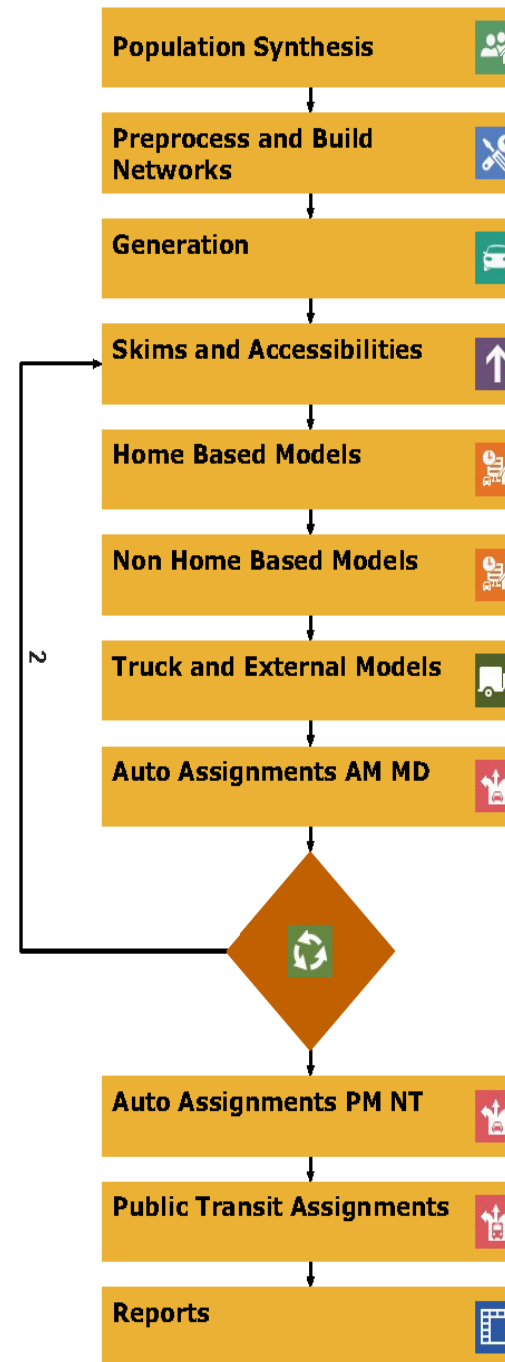 Population Synthesis
Preprocess and Build
Networks
Generation
Skims and Accessibilities
Home Based Models
Non Home Based Models
2
Truck and External Models
Auto Assignments AM MD
Auto Assignments PM NT
Public Transit Assignments
Reports